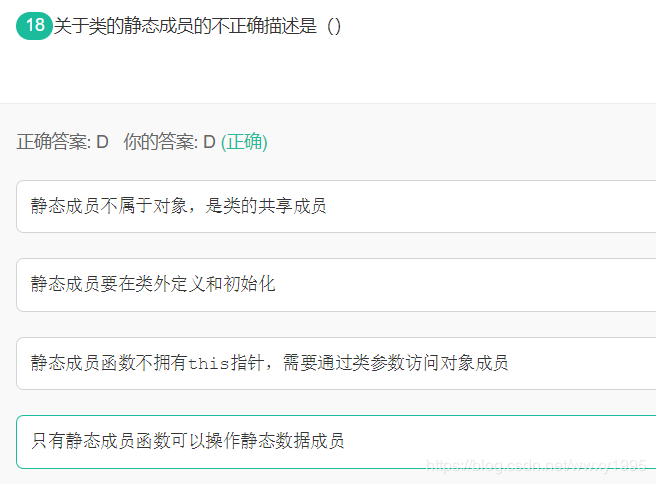 18 关于类的静态成员的不正确描述是（）
正确答案: D 你的答案: D (正确)
静态成员不属于对象，是类的共享成员
静态成员要在类外定义和初始化
静态成员函数不拥有this指针，需要通过类参数访问对象成员
只有静态成员函数可以操作静态数据成员